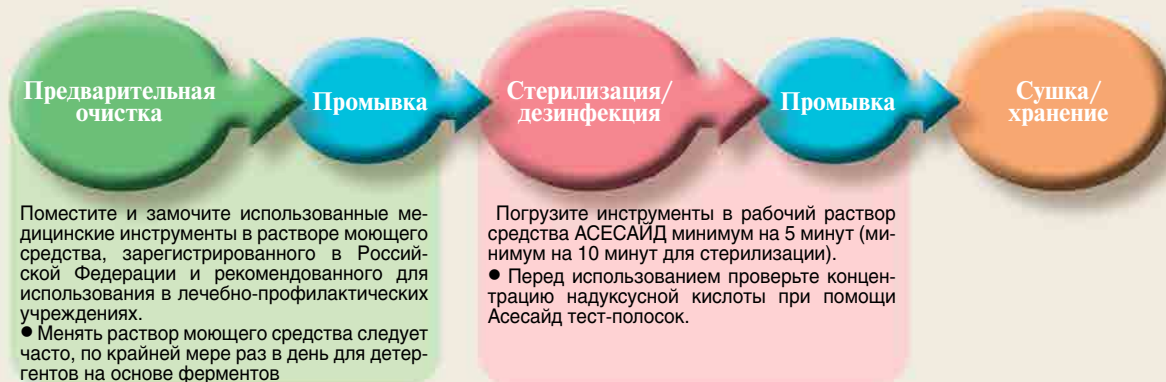 Предварительная
очистка
Промывка
Стерилизация/
дезинфекция
Промывка
Сушка/
хранение
Поместите и замочите использованные ме-
дицинские инструменты в растворе моющего
средства, зарегистрированного в Россий-
ской Федерации и рекомендованного для
использования в лечебно-профилактических
учреждениях.
● Менять раствор моющего средства следует
часто, по крайней мере раз в день для детер-
гентов на основе ферментов
Погрузите инструменты в рабочий раствор
средства АСЕСАЙД минимум на 5 минут (ми-
нимум на 10 минут для стерилизации).
● Перед использованием проверьте концен-
трацию надуксусной кислоты при помощи
Асесайд тест-полосок.